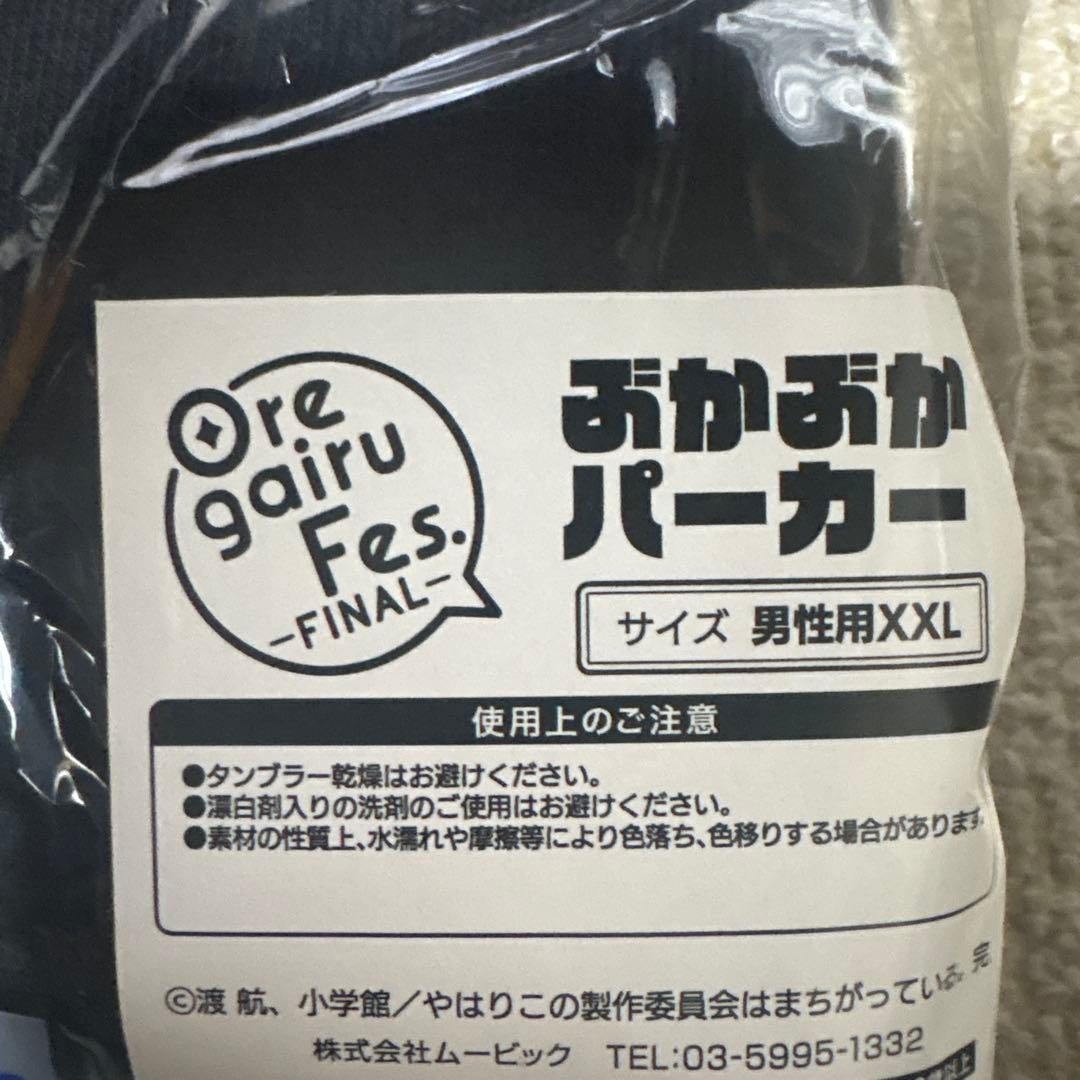 Ore
gairu
Fes.
-FINAL-
ぶかぶか
パーカー
サイズ 男性用XXL
使用上のご注意
●タンブラー乾燥はお避けください。
●漂白剤入りの洗剤のご使用はお避けください。
●素材の性質上、水濡れや摩擦等により色落ち、色移りする場合があります。
©渡 航、小学館／やはりこの製作委員会はまちがっている。完
株式会社ムービック TEL:03-5995-1332
以上